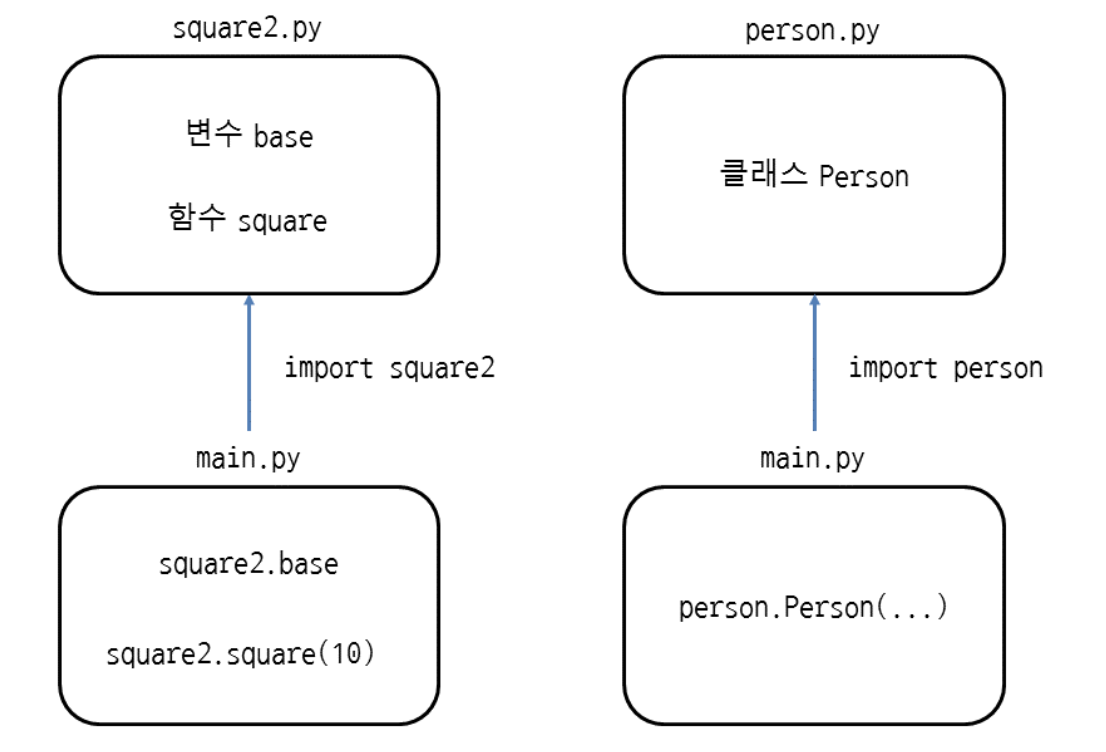 square2.py
변수 base
함수 square
import square2
main.py
square2.base
square2.square(10)
person.py
클래스 Person
import person
main.py
person.Person(...)